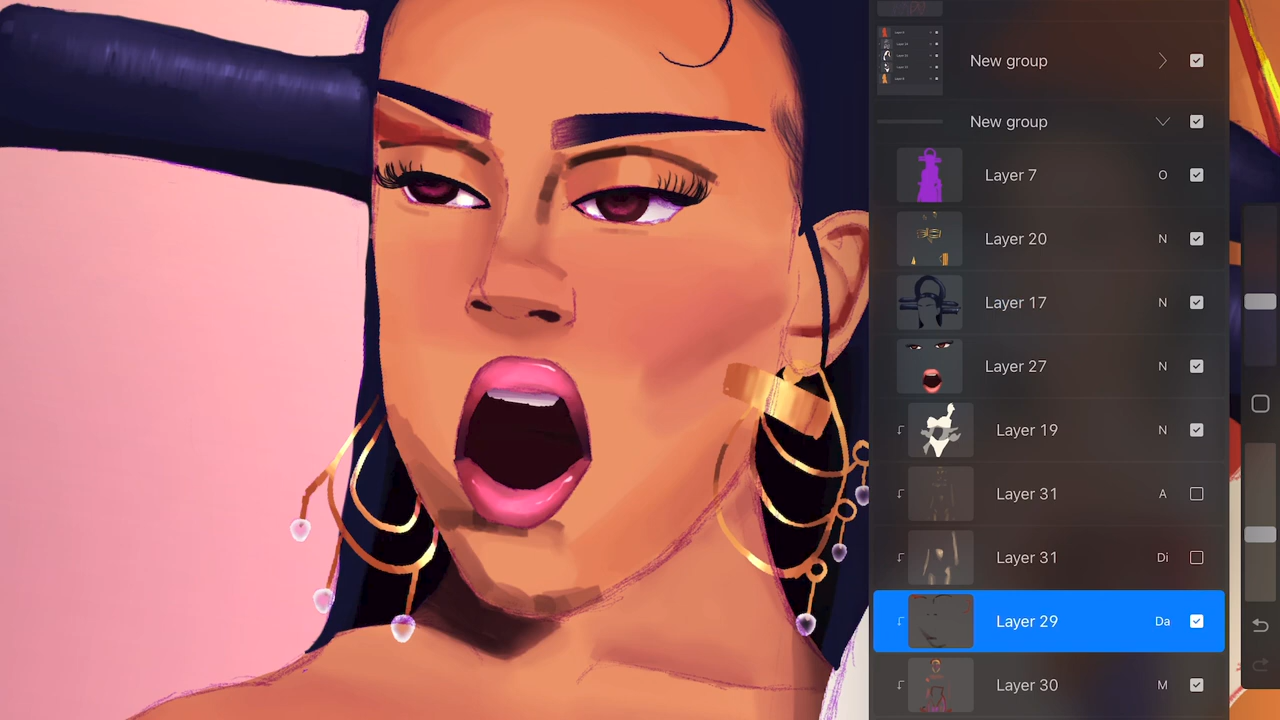 New group
New group
Layer 7 O
Layer 20 N
Layer 17 N
Layer 27 N
Layer 19 N
Layer 31 A
Layer 31 Di
Layer 29 Da
Layer 30 M